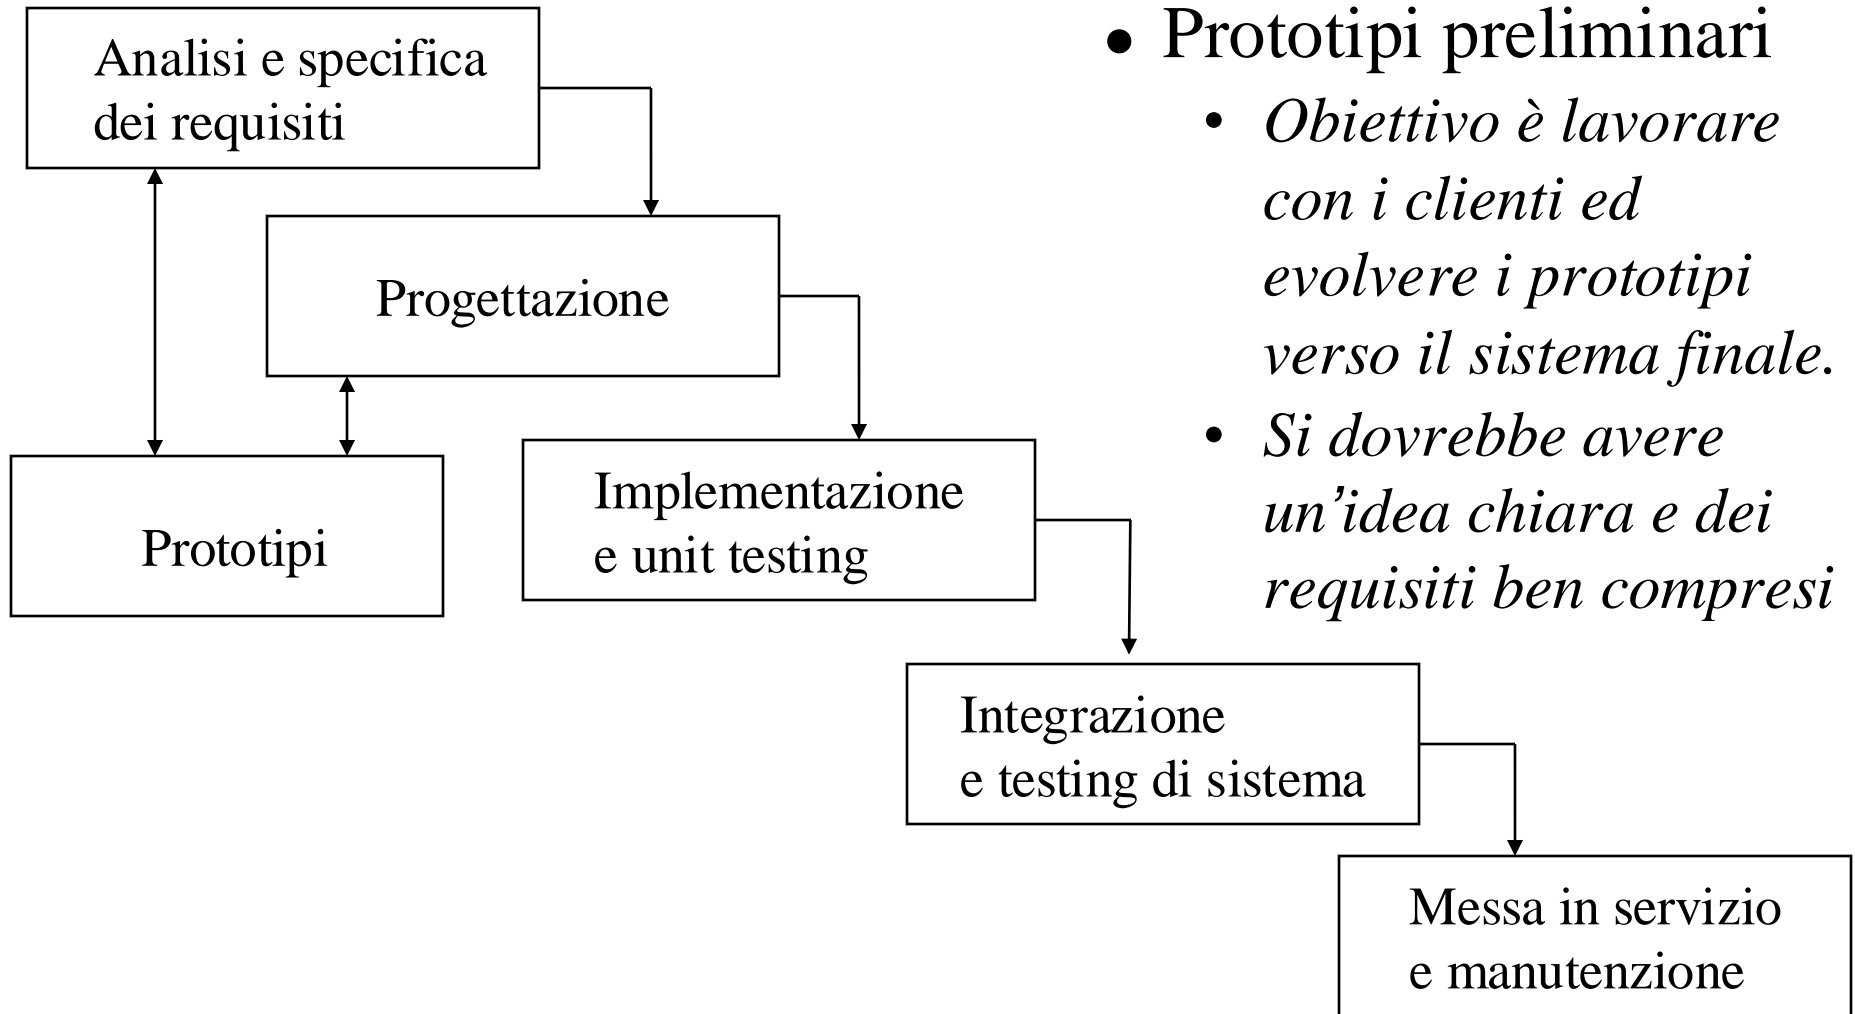 Analisi e specifica
dei requisiti
Progettazione
Prototipi
Implementazione
e unit testing
Integrazione
e testing di sistema
Messa in servizio
e manutenzione
• Prototipi preliminari
• Obiettivo è lavorare
con i clienti ed
evolvere i prototipi
verso il sistema finale.
• Si dovrebbe avere
un’idea chiara e dei
requisiti ben compresi